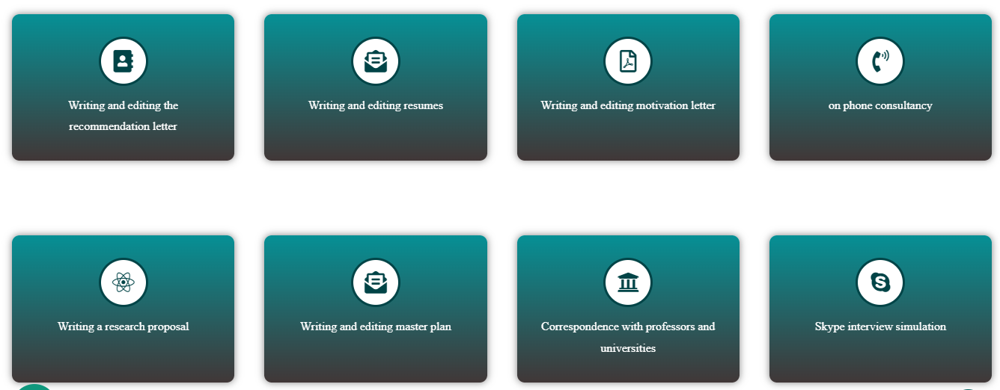 Writing and editing the
recommendation letter
Writing and editing resumes
Writing and editing motivation letter
on phone consultancy
Writing a research proposal
Writing and editing master plan
Correspondence with professors and
universities
Skype interview simulation